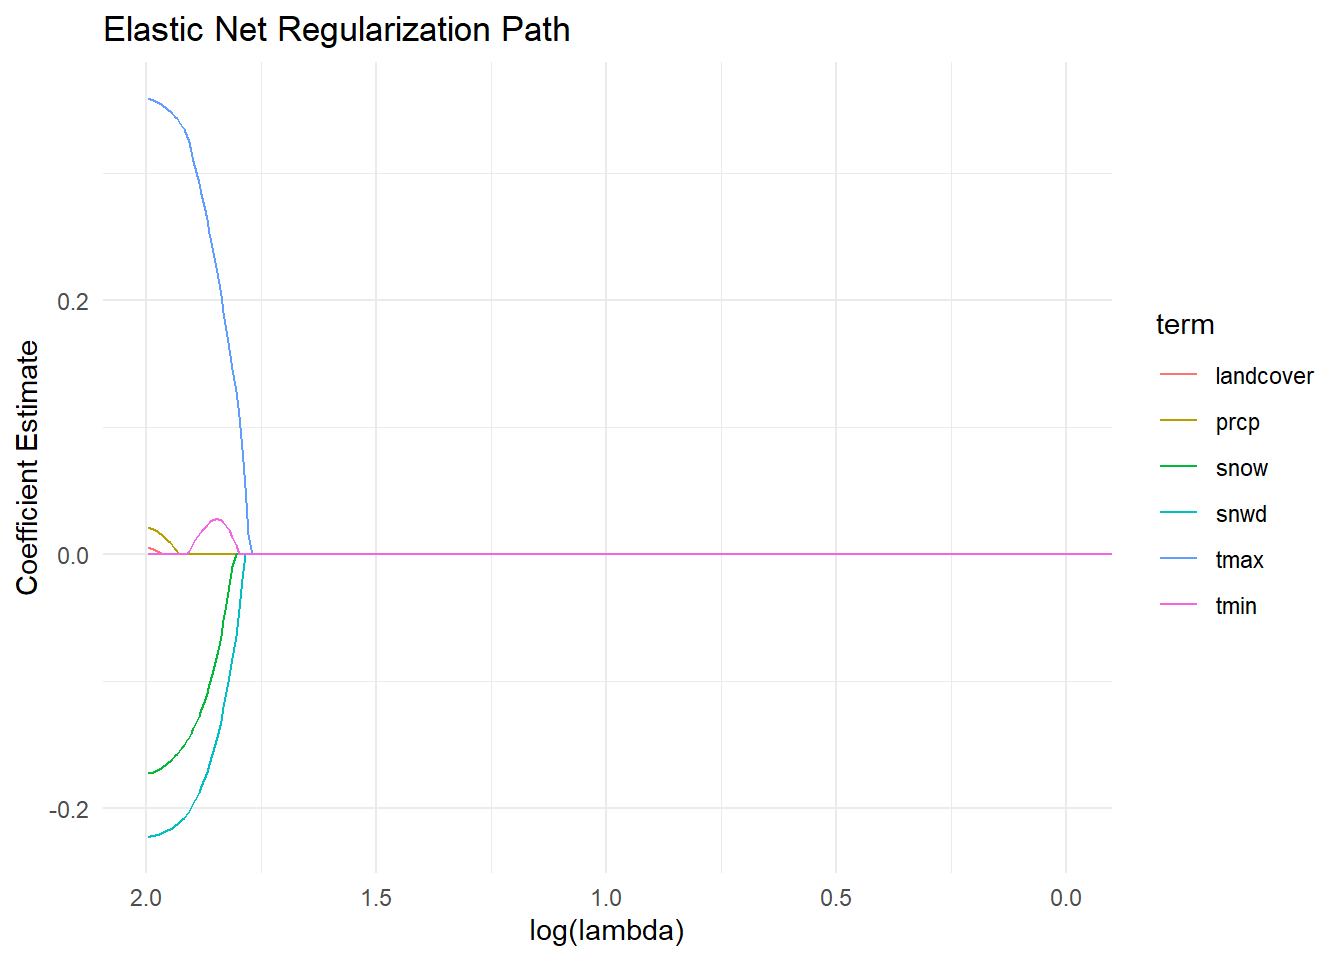 Elastic Net Regularization Path
Coefficient Estimate
0.2
0.0
-0.2
2.0 1.5 1.0 0.5 0.0
log(lambda)
term
landcover
prcp
snow
snwd
tmax
tmin